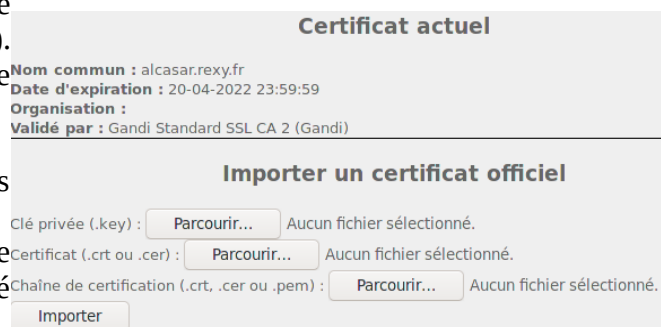 Certificat actuel
Nom commun : alcasar.rexy.fr
Date d'expiration : 20-04-2022 23:59:59
Organisation :
Validé par : Gandi Standard SSL CA 2 (Gandi)
Importer un certificat officiel
Clé privée (.key) : Parcourir... Aucun fichier sélectionné.
Certificat (.crt ou .cer) : Parcourir... Aucun fichier sélectionné.
Chaîne de certification (.crt, .cer ou .pem) : Parcourir... Aucun fichier sélectionné.
Importer